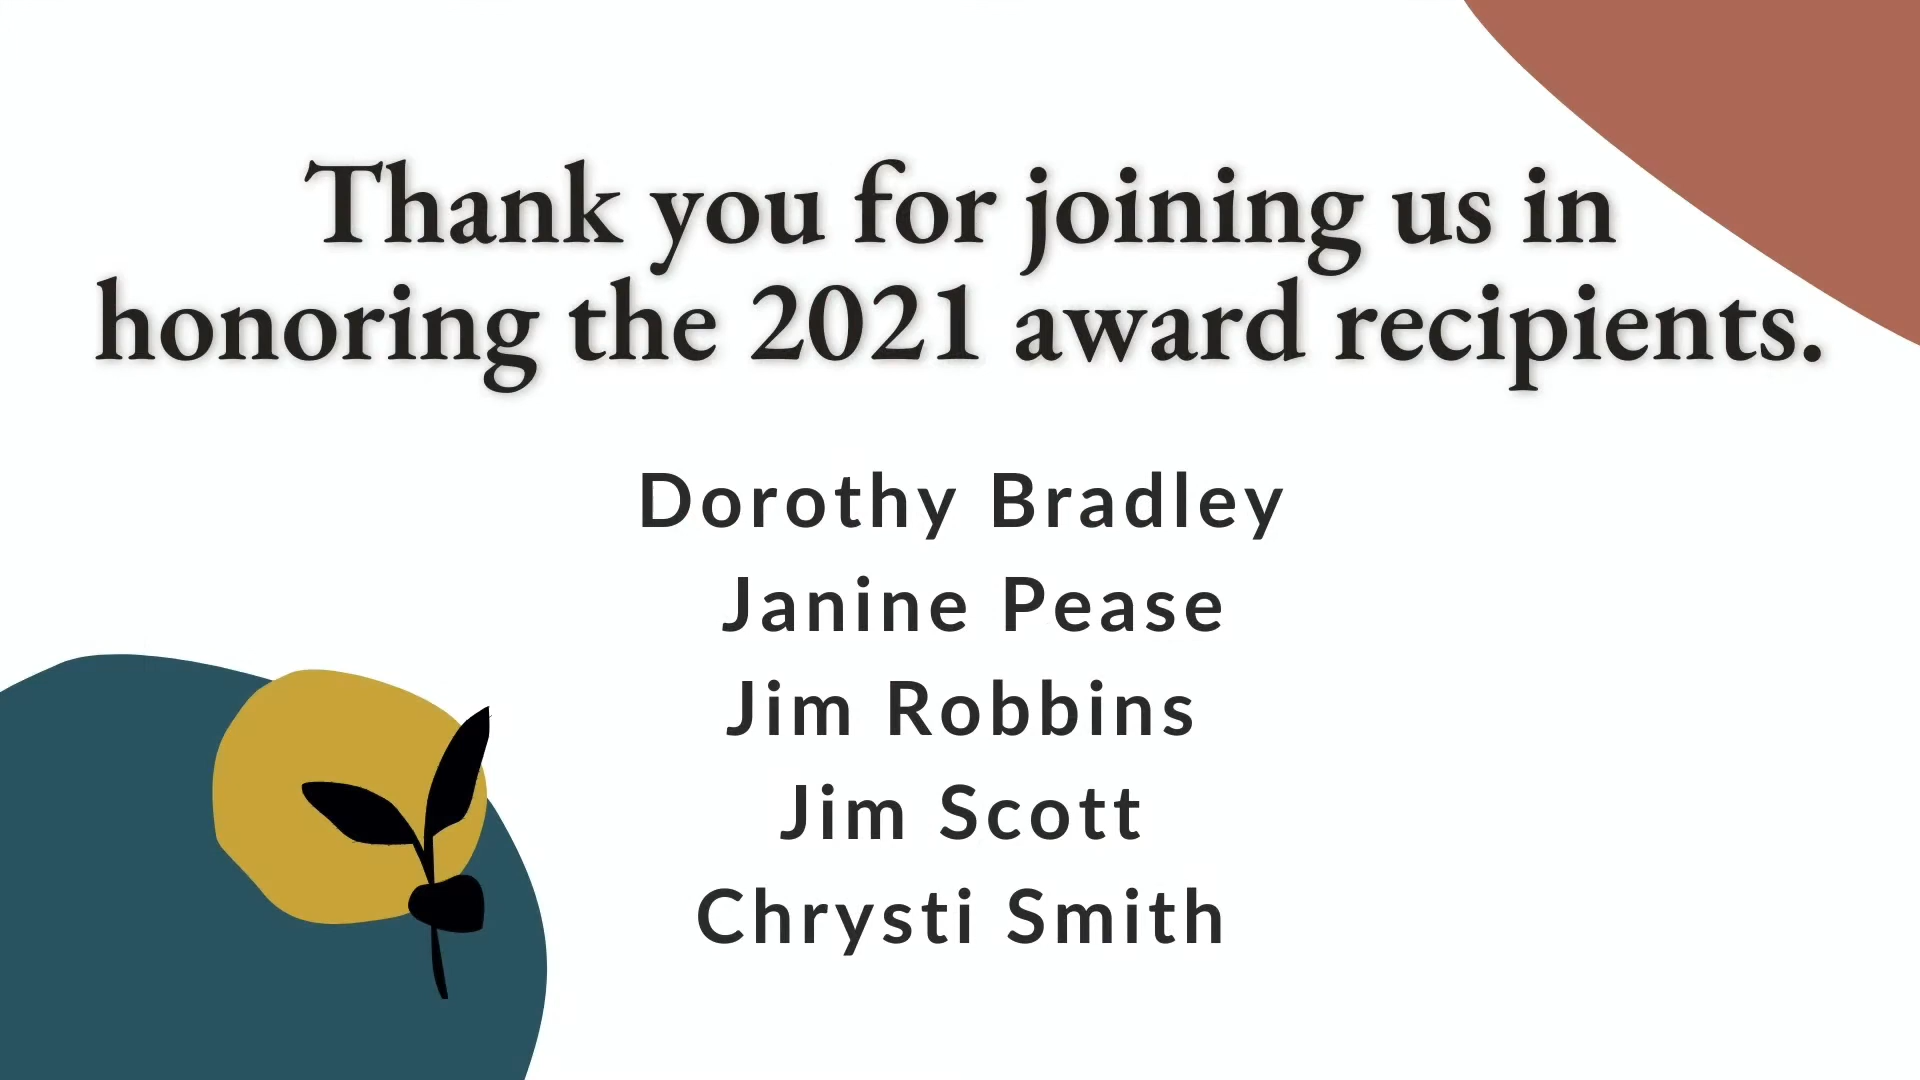 Thank you for joining us in
honoring the 2021 award recipients.
Dorothy Bradley
Janine Pease
Jim Robbins
Jim Scott
Chrysti Smith